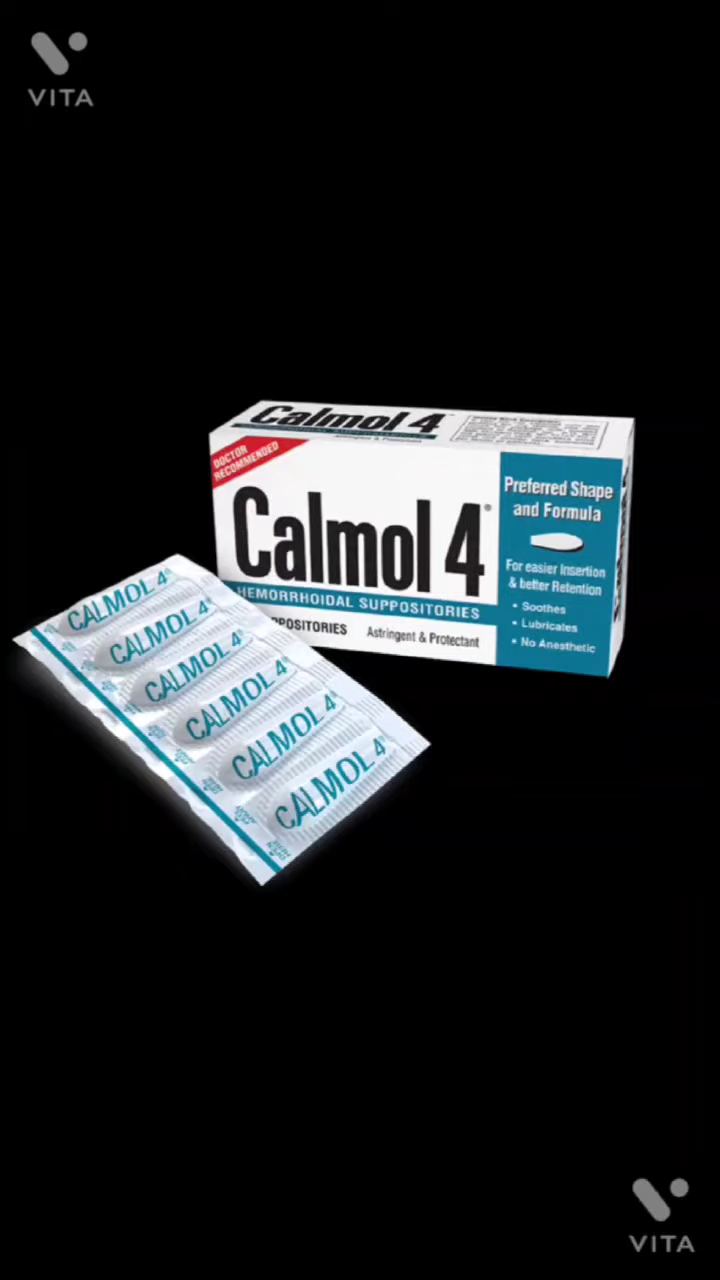 VITA
Calmol 4
DOCTOR
RECOMMENDED
Calmol 4®
HEMORRHOIDAL SUPPOSITORIES
Astringent & Protectant
Preferred Shape
and Formula
For easier Insertion
& better Retention
• Soothes
• Lubricates
• No Anesthetic
CALMOL 4®
CALMOL 4®
CALMOL 4®
CALMOL 4®
CALMOL 4®
CALMOL 4®
VITA